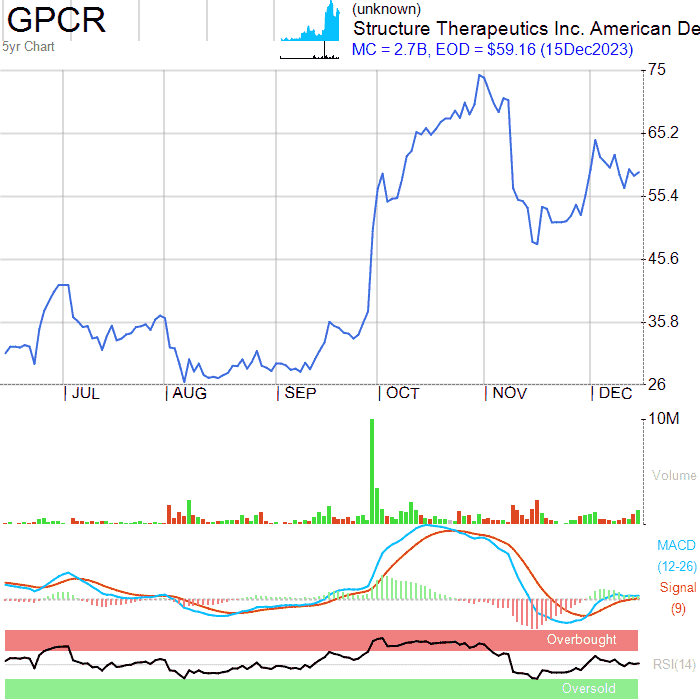 GPCR
5yr Chart
(unknown)
Structure Therapeutics Inc. American De
MC = 2.7B, EOD = $59.16 (15Dec2023)
75
65.2
55.4
45.6
35.8
26
JUL AUG SEP OCT NOV DEC
10M
Volume
MACD
(12-26)
Signal
(9)
Overbought
RSI(14)
Oversold